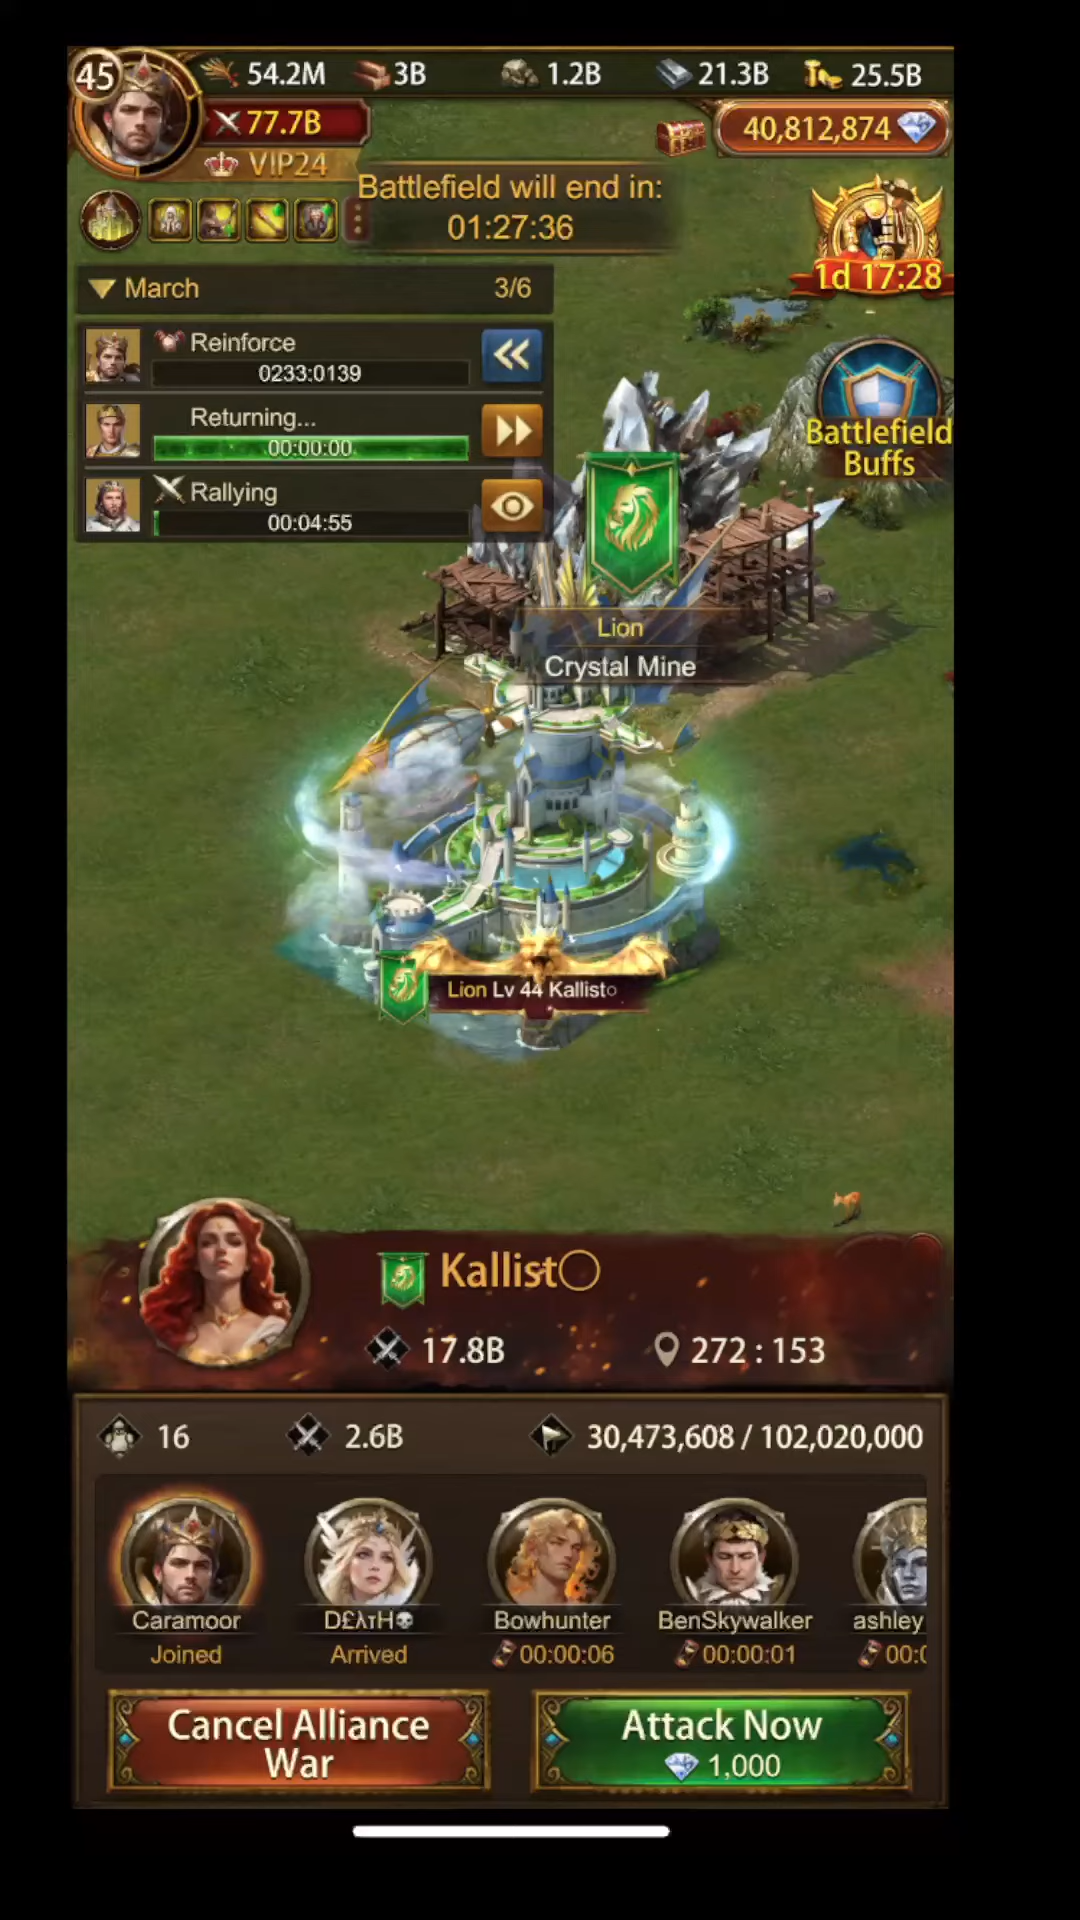 45
54.2M
3B
1.2B
21.3B
25.5B
77.7B
40,812,874
VIP24
Battlefield will end in:
01:27:36
1d 17:28
March
3/6
Reinforce
0233:0139
Returning...
00:00:00
Rallying
00:04:55
Battlefield
Buffs
Lion
Crystal Mine
Lion Lv 44 Kallist○
Kallist○
17.8B
272 : 153
16
2.6B
30,473,608 / 102,020,000
Caramoor
D£λτH💀
Bowhunter
BenSkywalker
ashley
Joined
Arrived
00:00:06
00:00:01
00:0
Cancel Alliance
War
Attack Now
1,000